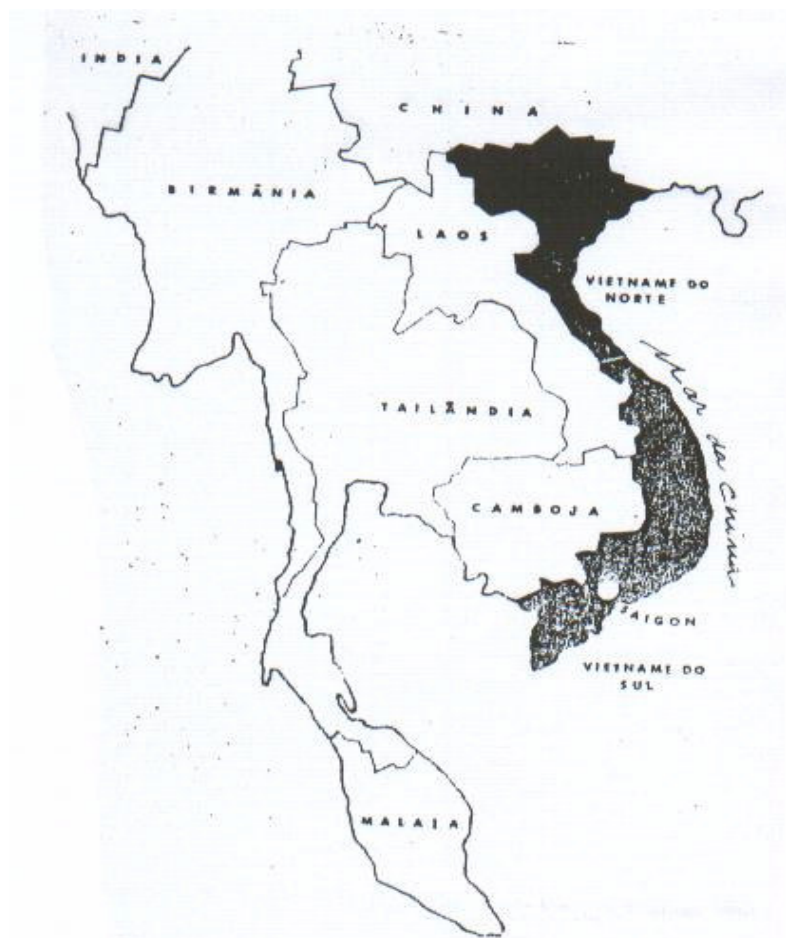 INDIA
CHINA
BIRMÂNIA
LAOS
VIETNAME DO
NORTE
Mar da China
TAILÂNDIA
CAMBOJA
SAIGON
VIETNAME DO
SUL
MALAIA